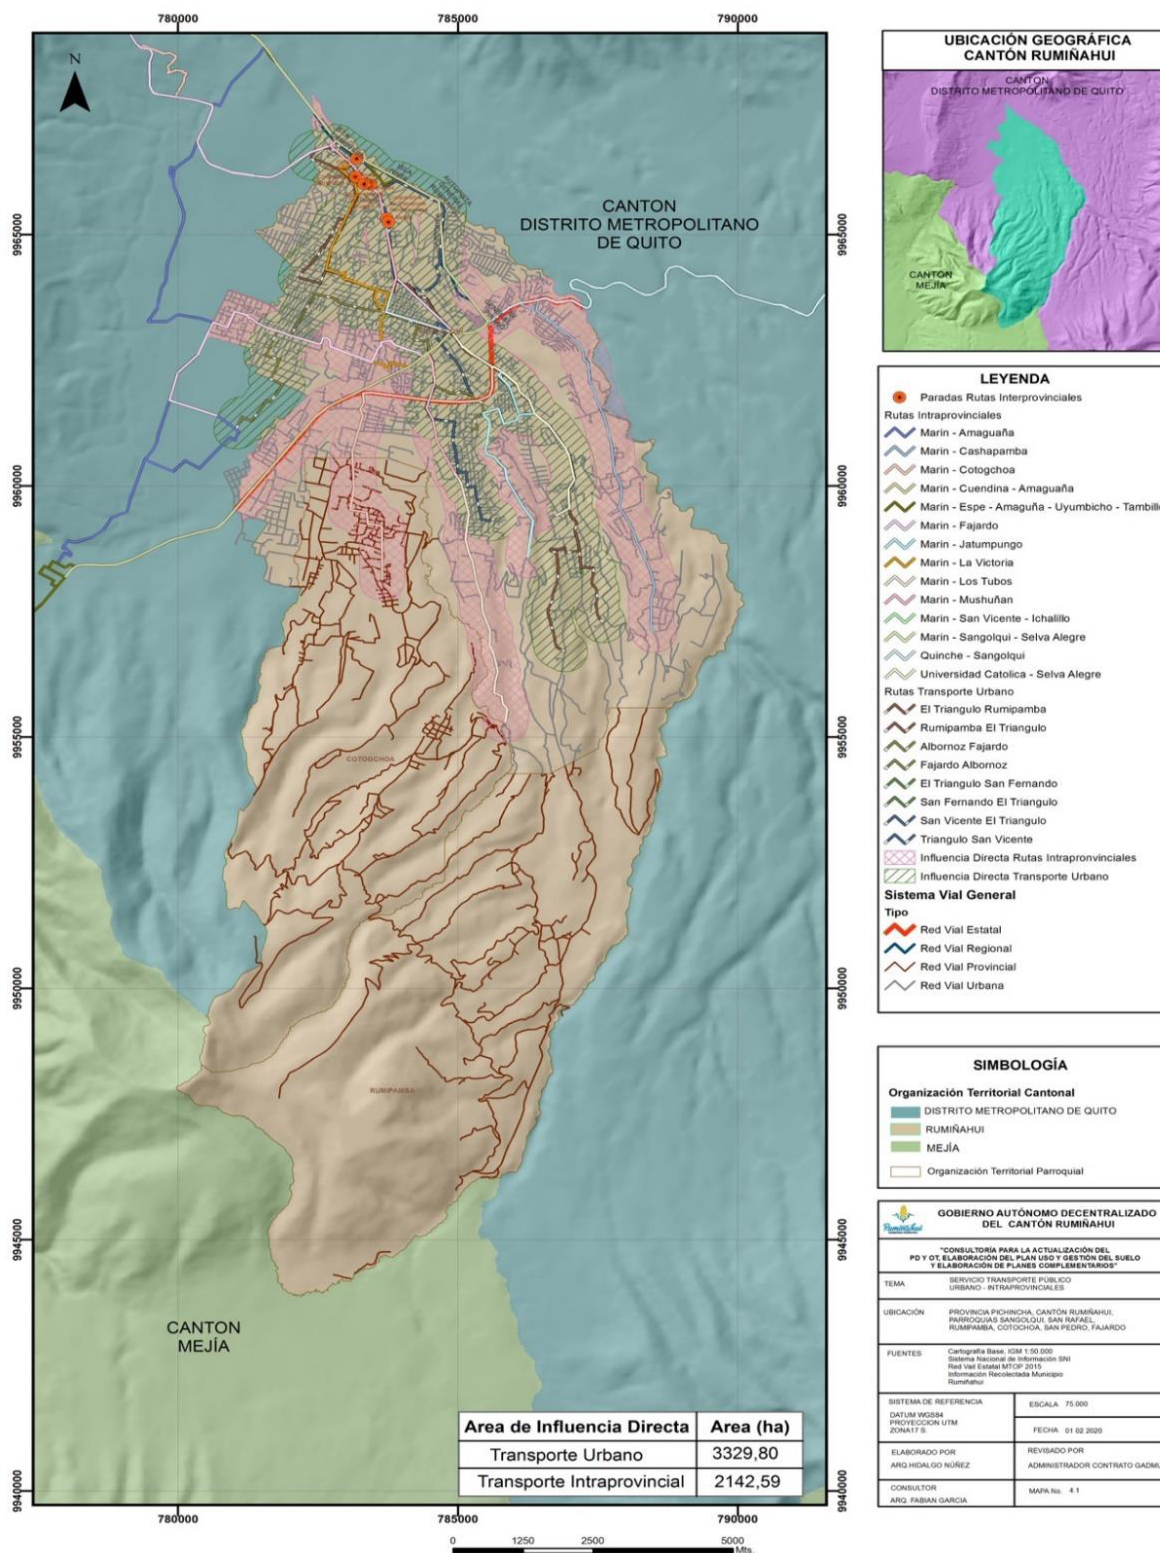 780000
785000
790000
N
CANTON
DISTRITO METROPOLITANO
DE QUITO
9965000
9965000
9960000
9960000
9955000
9955000
COTOGCHOA
9950000
9950000
RUMIPAMBA
9945000
9945000
CANTON
MEJÍA
9940000
9940000
Area de Influencia Directa
Area (ha)
Transporte Urbano
3329,80
Transporte Intraprovincial
2142,59
780000
785000
790000
0
1250
2500
5000
Mts.
UBICACIÓN GEOGRÁFICA
CANTÓN RUMIÑAHUI
CANTON
DISTRITO METROPOLITANO DE QUITO
CANTON
MEJÍA
LEYENDA
Paradas Rutas Interprovinciales
Rutas Intraprovinciales
Marin - Amaguaña
Marin - Cashapamba
Marin - Cotogchoa
Marin - Cuendina - Amaguaña
Marin - Espe - Amaguña - Uyumbicho - Tambillo
Marin - Fajardo
Marin - Jatumpungo
Marin - La Victoria
Marin - Los Tubos
Marin - Mushuñan
Marin - San Vicente - Ichalillo
Marin - Sangolqui - Selva Alegre
Quinche - Sangolqui
Universidad Catolica - Selva Alegre
Rutas Transporte Urbano
El Triangulo Rumipamba
Rumipamba El Triangulo
Albornoz Fajardo
Fajardo Albornoz
El Triangulo San Fernando
San Fernando El Triangulo
San Vicente El Triangulo
Triangulo San Vicente
Influencia Directa Rutas Intrapronvinciales
Influencia Directa Transporte Urbano
Sistema Vial General
Tipo
Red Vial Estatal
Red Vial Regional
Red Vial Provincial
Red Vial Urbana
SIMBOLOGÍA
Organización Territorial Cantonal
DISTRITO METROPOLITANO DE QUITO
RUMIÑAHUI
MEJÍA
Organización Territorial Parroquial
Rumiñahui
GOBIERNO AUTÓNOMO DECENTRALIZADO
DEL CANTÓN RUMIÑAHUI
"CONSULTORÍA PARA LA ACTUALIZACIÓN DEL
PD Y OT, ELABORACIÓN DEL PLAN USO Y GESTIÓN DEL SUELO
Y ELABORACIÓN DE PLANES COMPLEMENTARIOS"
TEMA
SERVICIO TRANSPORTE PÚBLICO
URBANO - INTRAPROVINCIALES
UBICACIÓN
PROVINCIA PICHINCHA, CANTÓN RUMIÑAHUI,
PARROQUIAS SANGOLQUI, SAN RAFAEL,
RUMIPAMBA, COTOCHOA, SAN PEDRO, FAJARDO
FUENTES
Cartografía Base, IGM 1:50.000
Sistema Nacional de Información SNI
Red Vail Estatal MTOP 2015
Información Recolectada Municipio
Rumiñahui
SISTEMA DE REFERENCIA
DATUM WGS84
PROYECCION UTM
ZONA17 S.
ESCALA 75.000
FECHA 01 02 2020
ELABORADO POR
ARQ.HIDALGO NÚÑEZ
REVISADO POR
ADMINISTRADOR CONTRATO GADMU
CONSULTOR
ARQ. FABIAN GARCIA
MAPA No. 4.1